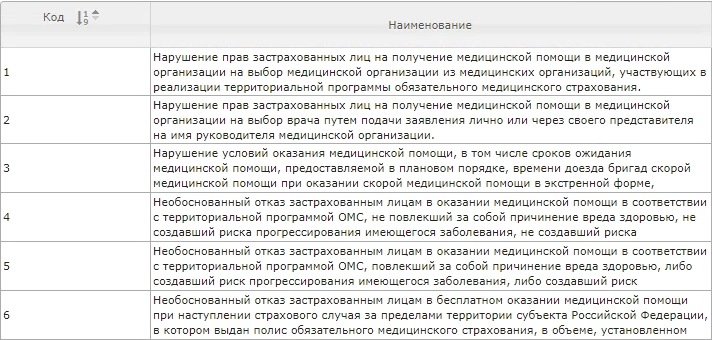 Код 1 9
Наименование
1
Нарушение прав застрахованных лиц на получение медицинской помощи в медицинской
организации на выбор медицинской организации из медицинских организаций, участвующих в
реализации территориальной программы обязательного медицинского страхования.
2
Нарушение прав застрахованных лиц на получение медицинской помощи в медицинской
организации на выбор врача путем подачи заявления лично или через своего представителя
на имя руководителя медицинской организации.
3
Нарушение условий оказания медицинской помощи, в том числе сроков ожидания
медицинской помощи, предоставляемой в плановом порядке, времени доезда бригад скорой
медицинской помощи при оказании скорой медицинской помощи в экстренной форме,
4
Необоснованный отказ застрахованным лицам в оказании медицинской помощи в соответствии
с территориальной программой ОМС, не повлекший за собой причинение вреда здоровью, не
создавший риска прогрессирования имеющегося заболевания, не создавший риска
5
Необоснованный отказ застрахованным лицам в оказании медицинской помощи в соответствии
с территориальной программой ОМС, повлекший за собой причинение вреда здоровью, либо
создавший риск прогрессирования имеющегося заболевания, либо создавший риск
6
Необоснованный отказ застрахованным лицам в бесплатном оказании медицинской помощи
при наступлении страхового случая за пределами территории субъекта Российской Федерации,
в котором выдан полис обязательного медицинского страхования, в объеме, установленном